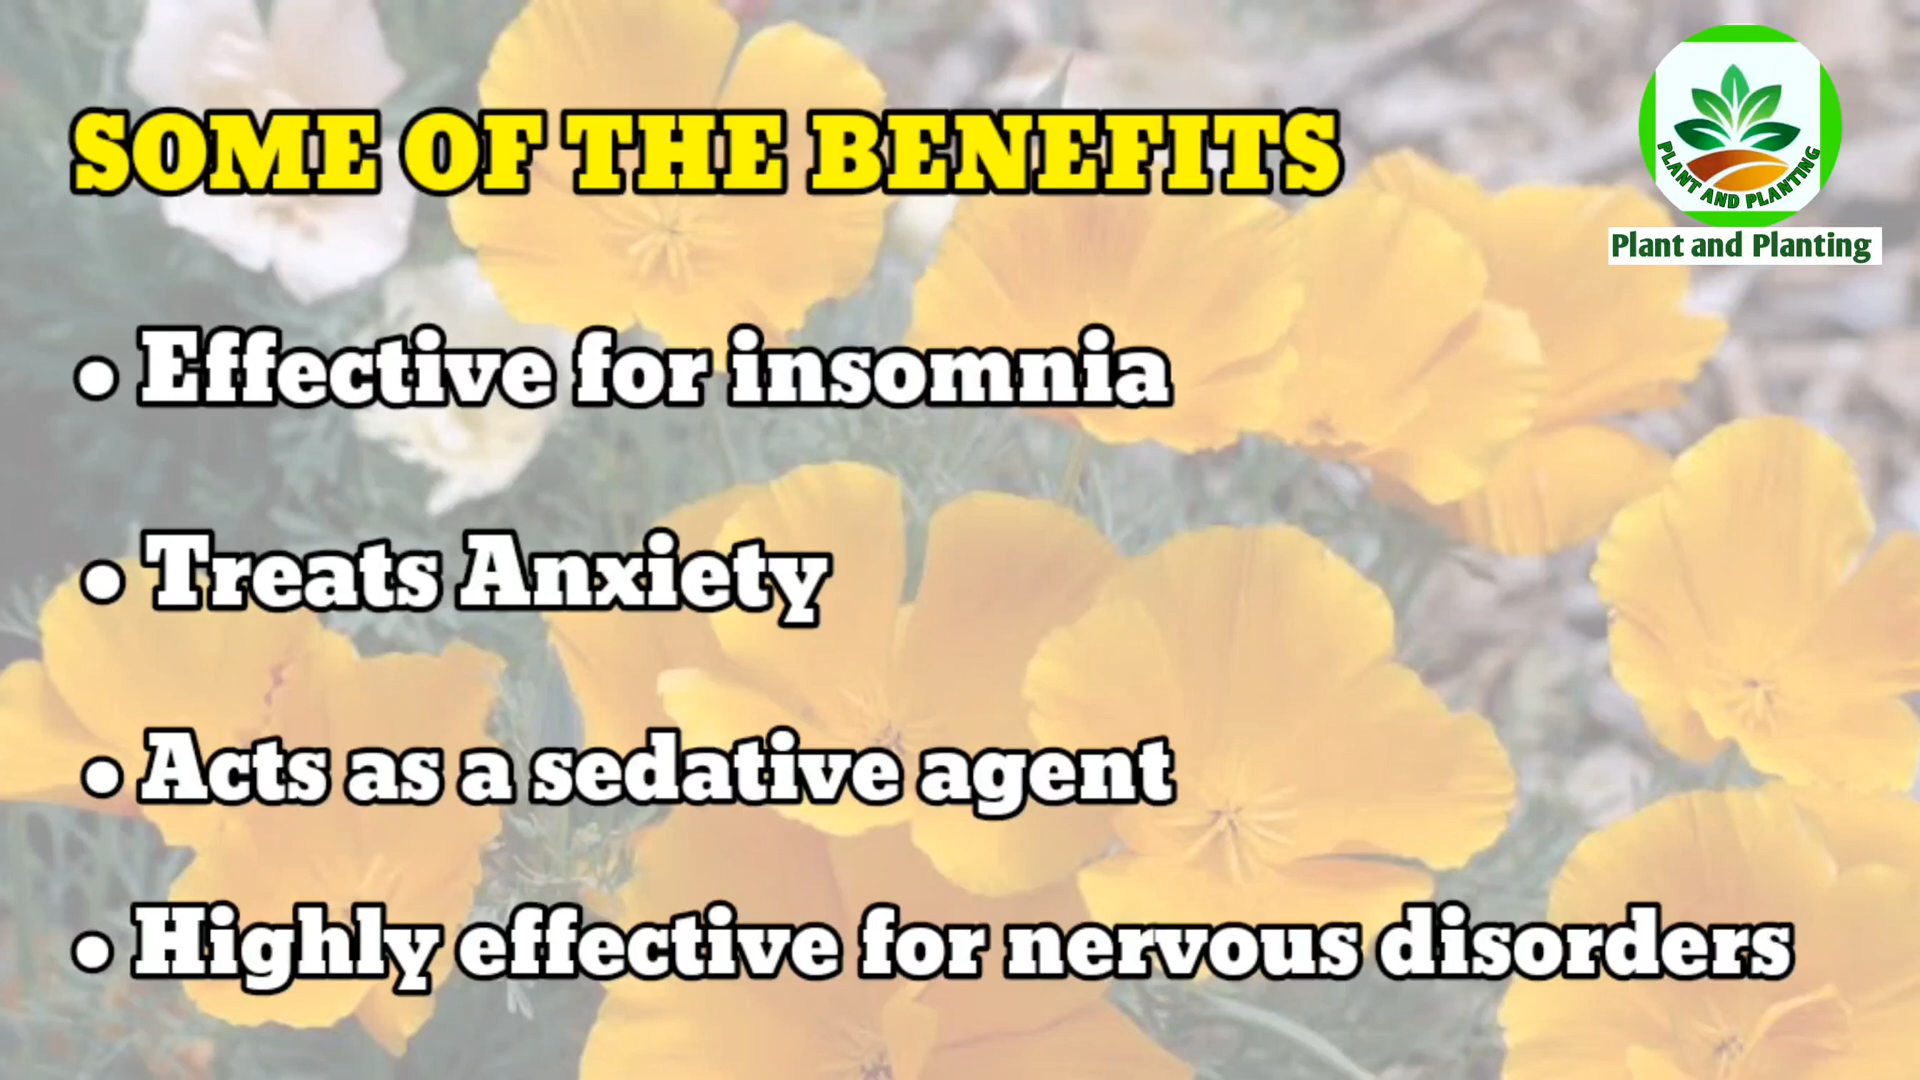 SOME OF THE BENEFITS
PLANT AND PLANTING
Plant and Planting
• Effective for insomnia
• Treats Anxiety
• Acts as a sedative agent
• Highly effective for nervous disorders